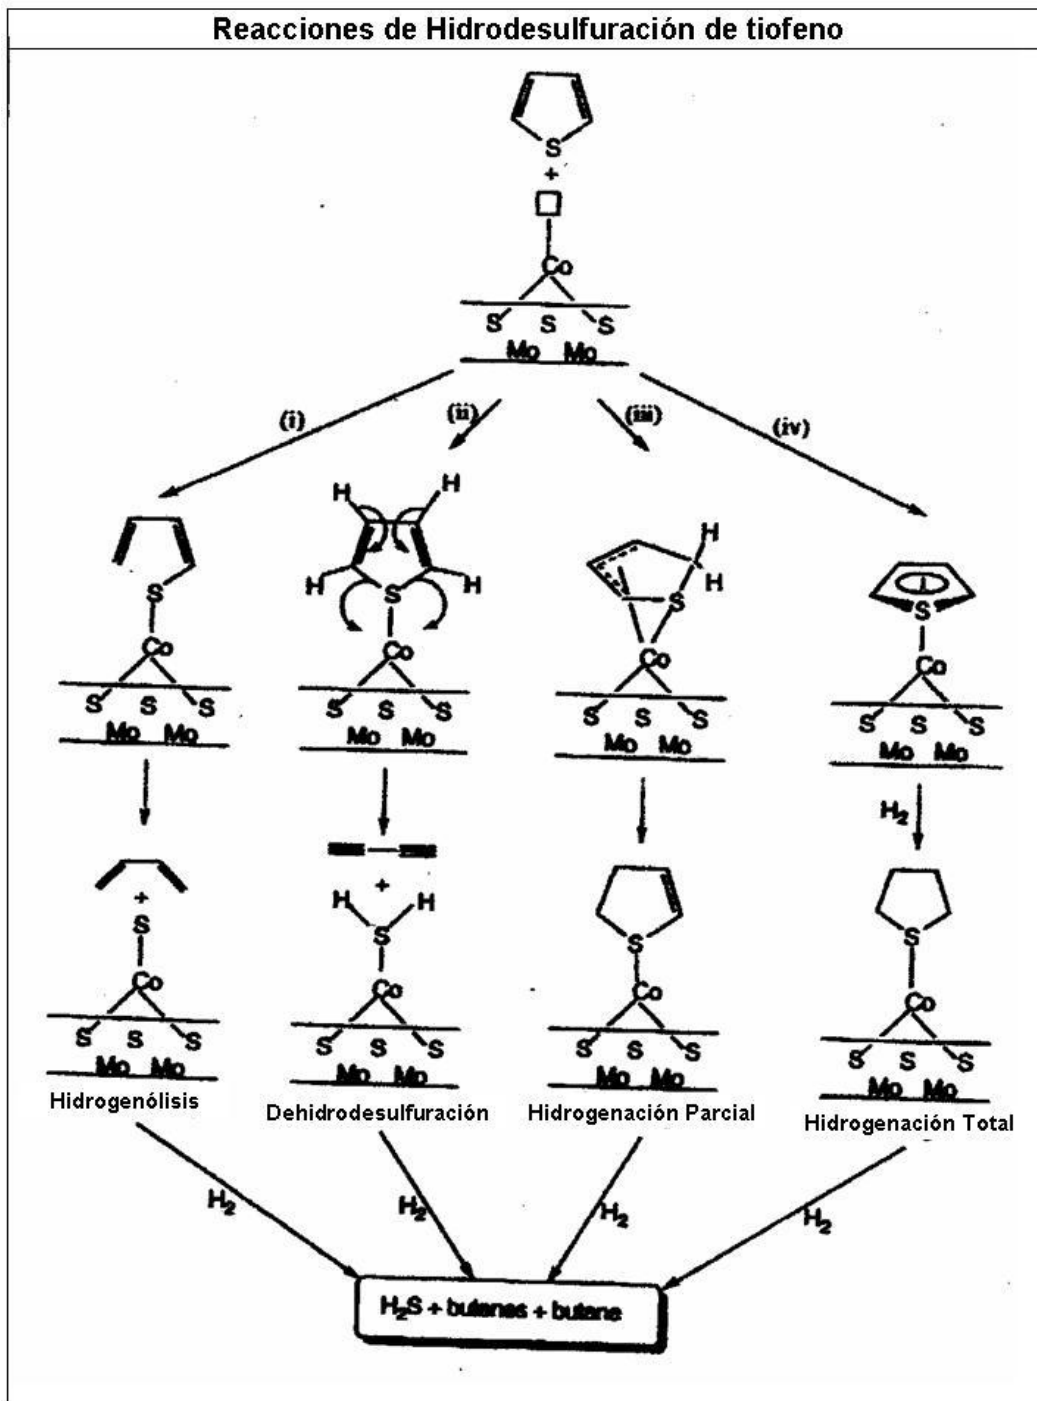 Reacciones de Hidrodesulfuración de tiofeno
S
+
Co
S S S
Mo Mo
(i) (ii) (iii) (iv)
H H
H H
S
Co
S S S
Mo Mo
S
Co
S S S
Mo Mo
H
H
S
Co
S S S
Mo Mo
S
Co
S S S
Mo Mo
H2
+
S
Co
S S S
Mo Mo
Hidrogenólisis
+
H H
S
Co
S S S
Mo Mo
Dehidrodesulfuración
S
Co
S S S
Mo Mo
Hidrogenación Parcial
S
Co
S S S
Mo Mo
Hidrogenación Total
H2 H2 H2 H2
H2S + butenes + butane